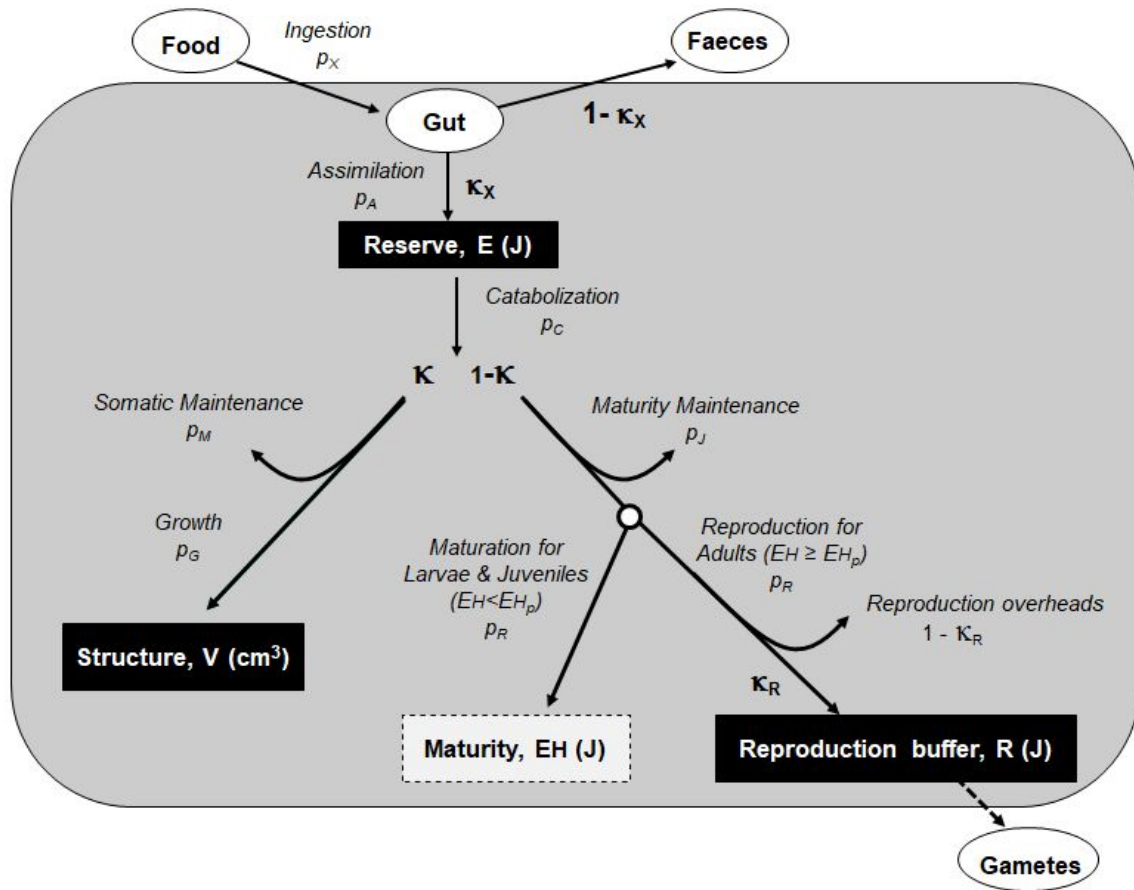 Food
Ingestion
pX
Faeces
Gut
1- κX
Assimilation
pA
κX
Reserve, E (J)
Catabolization
pC
κ 1-κ
Somatic Maintenance
pM
Maturity Maintenance
pJ
Growth
pG
Maturation for
Larvae & Juveniles
(EH<EHp)
pR
Reproduction for
Adults (EH ≥ EHp)
pR
Reproduction overheads
1 - κR
Structure, V (cm³)
κR
Maturity, EH (J)
Reproduction buffer, R (J)
Gametes